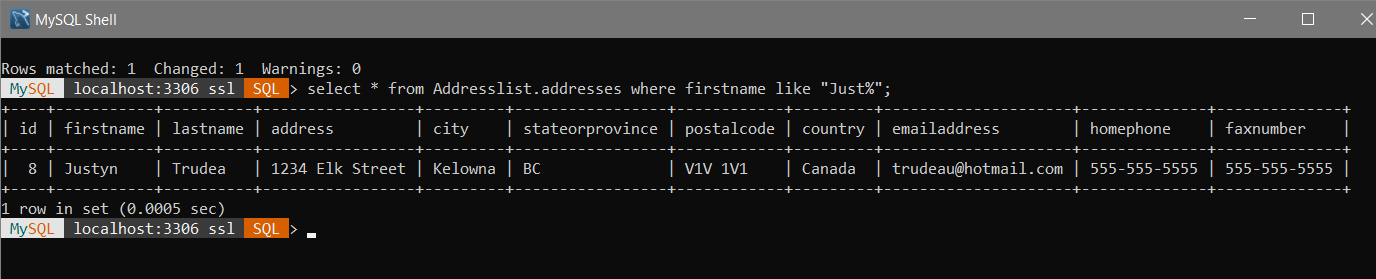 MySQL Shell
Rows matched: 1  Changed: 1  Warnings: 0
MySQL  localhost:3306 ssl  SQL > select * from Addresslist.addresses where firstname like "Just%";
+----+-----------+----------+-----------------+---------+-----------------+------------+---------+---------------------+--------------+--------------+
| id | firstname | lastname | address         | city    | stateorprovince | postalcode | country | emailaddress        | homephone    | faxnumber    |
+----+-----------+----------+-----------------+---------+-----------------+------------+---------+---------------------+--------------+--------------+
|  8 | Justyn    | Trudea   | 1234 Elk Street | Kelowna | BC              | V1V 1V1    | Canada  | trudeau@hotmail.com | 555-555-5555 | 555-555-5555 |
+----+-----------+----------+-----------------+---------+-----------------+------------+---------+---------------------+--------------+--------------+
1 row in set (0.0005 sec)
MySQL  localhost:3306 ssl  SQL > _